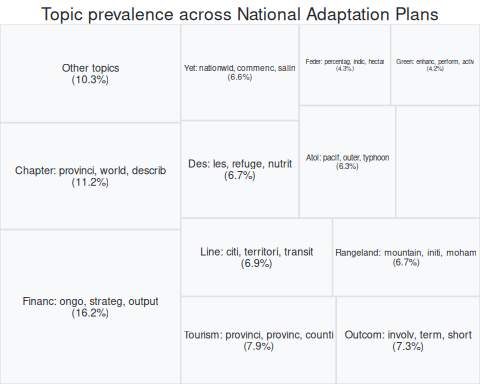 Topic prevalence across National Adaptation Plans
Other topics
(10.3%)
Yet: nationwid, commenc, salin
(6.6%)
Feder: percentag, indic, hectar
(4.3%)
Green: enhanc, perform, activ
(4.2%)
Chapter: provinci, world, describ
(11.2%)
Des: les, refuge, nutrit
(6.7%)
Atol: pacif, outer, typhoon
(6.3%)
Line: citi, territori, transit
(6.9%)
Rangeland: mountain, initi, moham
(6.7%)
Financ: ongo, strateg, output
(16.2%)
Tourism: provinci, provinc, counti
(7.9%)
Outcom: involv, term, short
(7.3%)